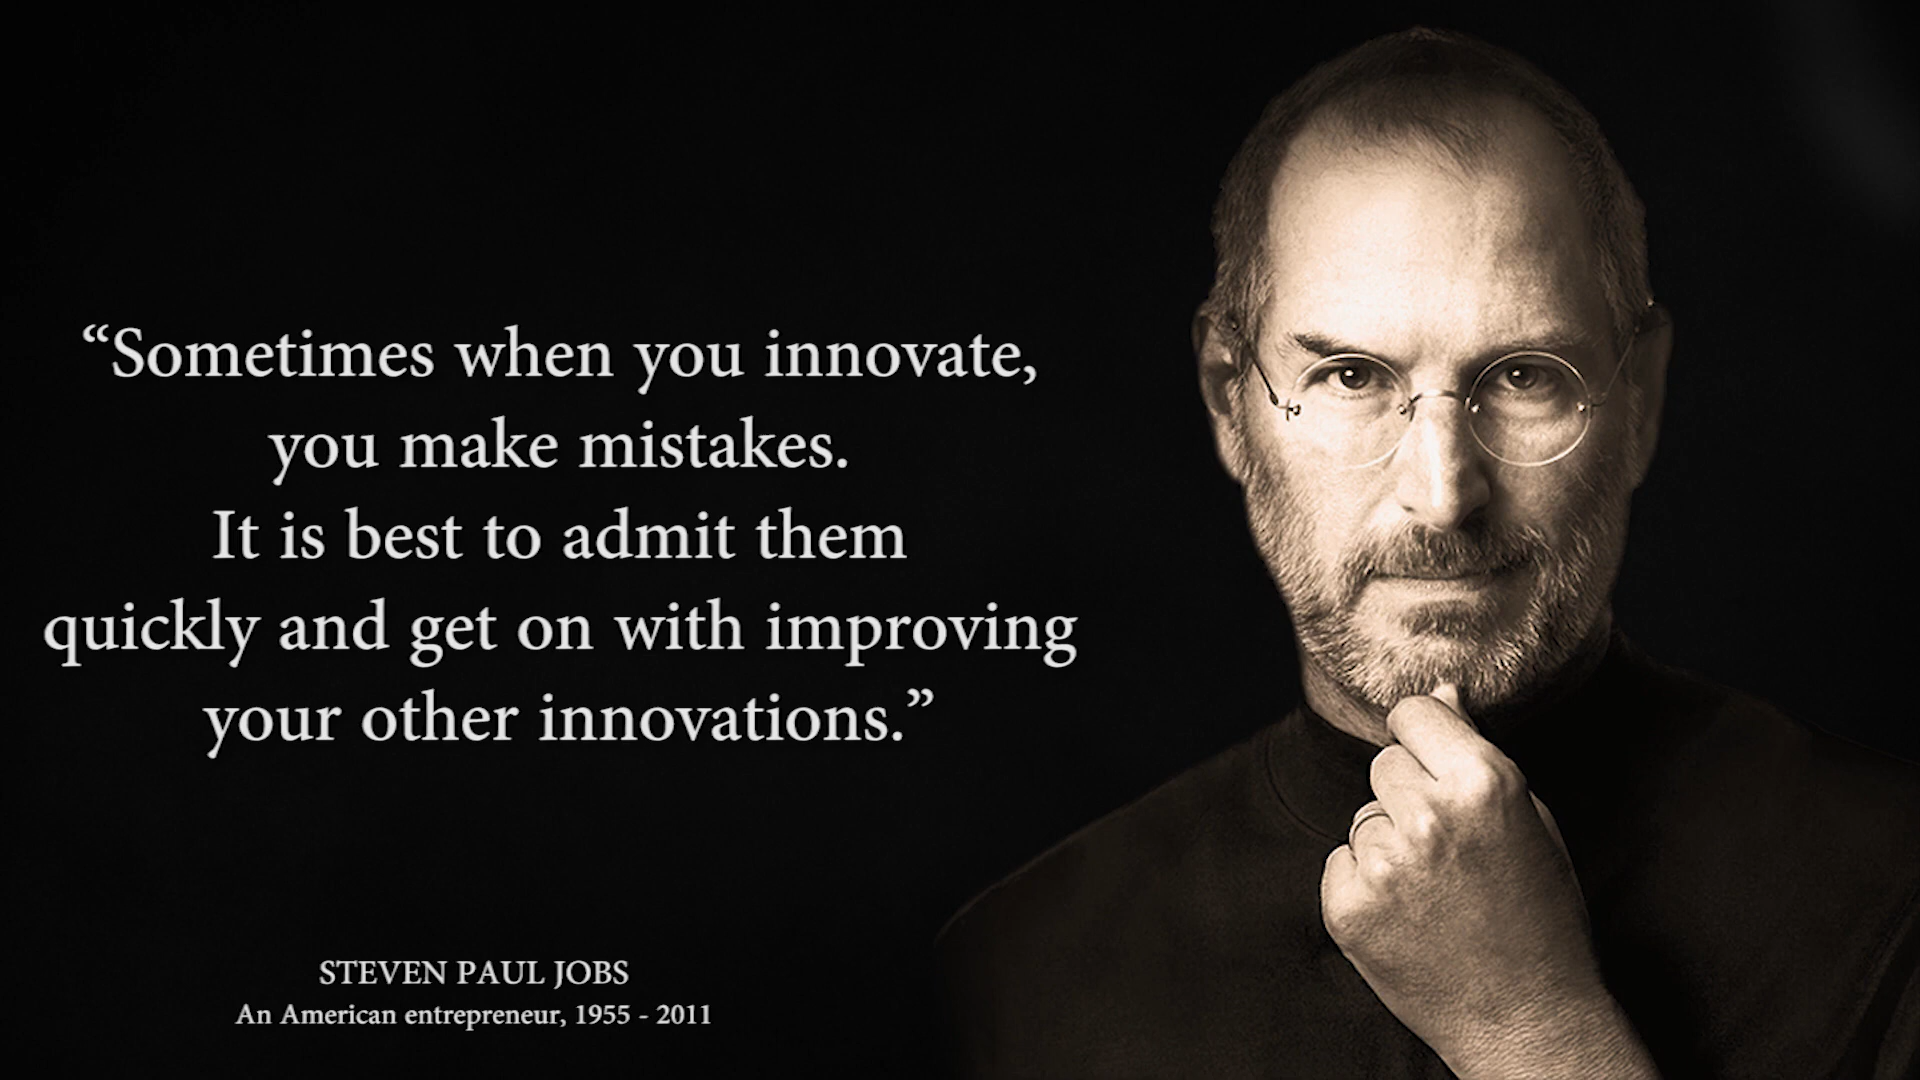 “Sometimes when you innovate,
you make mistakes.
It is best to admit them
quickly and get on with improving
your other innovations.”
STEVEN PAUL JOBS
An American entrepreneur, 1955 - 2011